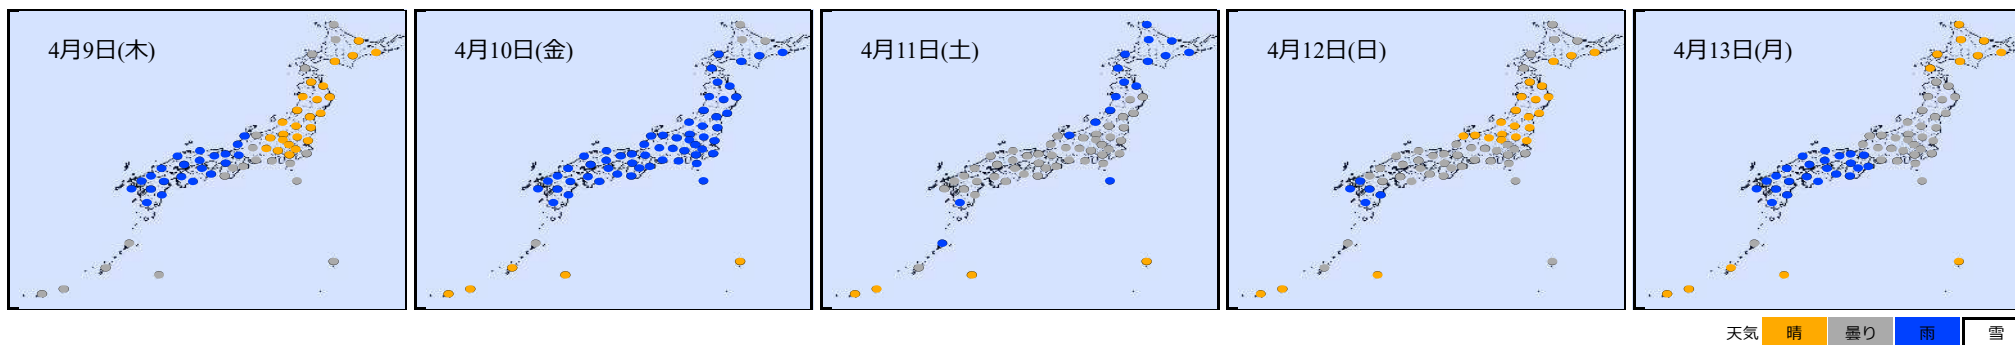 4月9日(木)
4月10日(金)
4月11日(土)
4月12日(日)
4月13日(月)
天気 晴 曇り 雨 雪